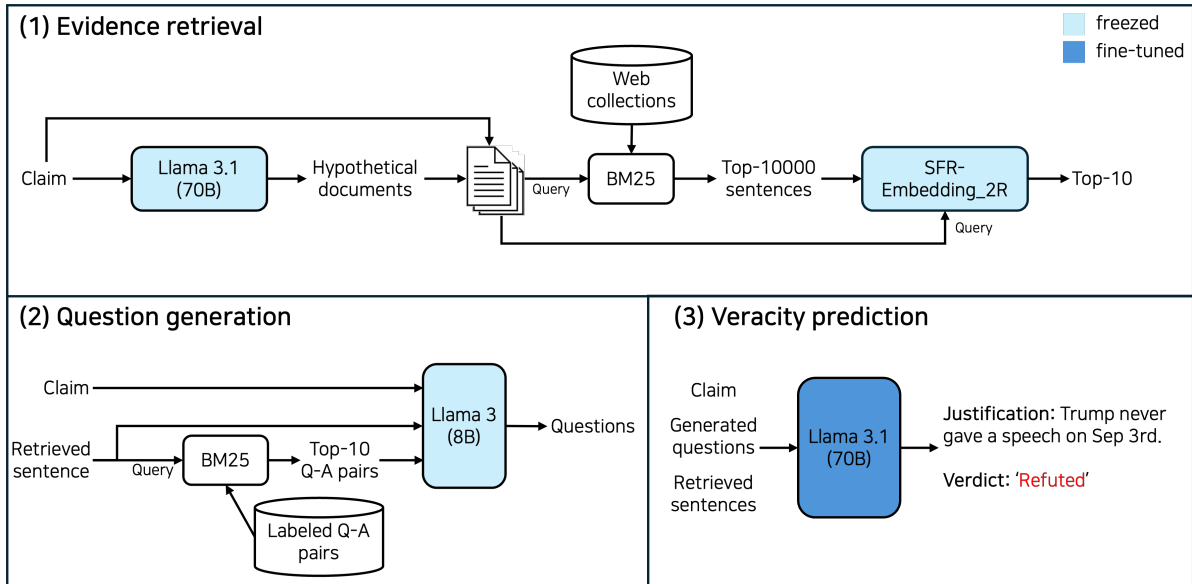 (1) Evidence retrieval
freezed
fine-tuned
Web
collections
Claim
Llama 3.1
(70B)
Hypothetical
documents
Query
BM25
Top-10000
sentences
SFR-
Embedding_2R
Top-10
Query
(2) Question generation
Claim
Retrieved
sentence
Query
BM25
Top-10
Q-A pairs
Llama 3
(8B)
Questions
Labeled Q-A
pairs
(3) Veracity prediction
Claim
Generated
questions
Retrieved
sentences
Llama 3.1
(70B)
Justification: Trump never
gave a speech on Sep 3rd.
Verdict: ‘Refuted’